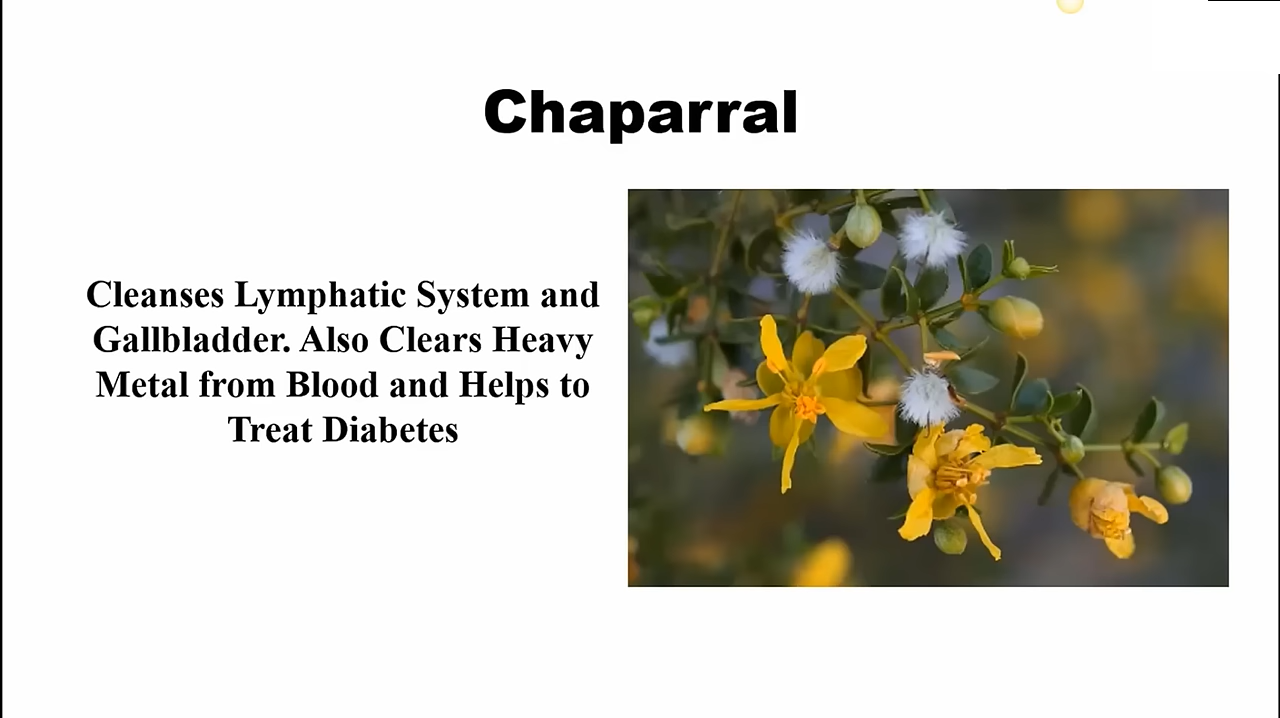 Chaparral
Cleanses Lymphatic System and
Gallbladder. Also Clears Heavy
Metal from Blood and Helps to
Treat Diabetes